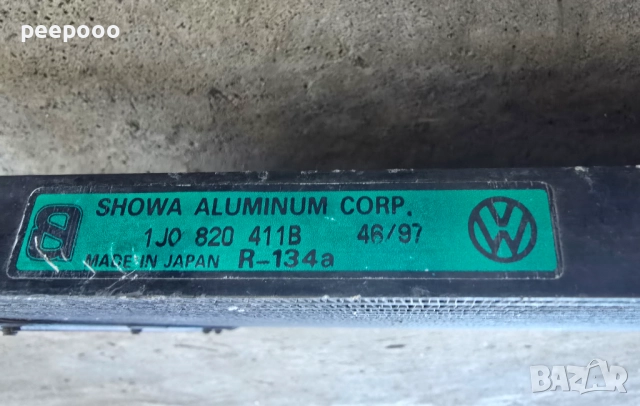 peepooo
SHOWA ALUMINUM CORP.
1J0 820 411B 46/97
MADE IN JAPAN R-134a
BAZAR